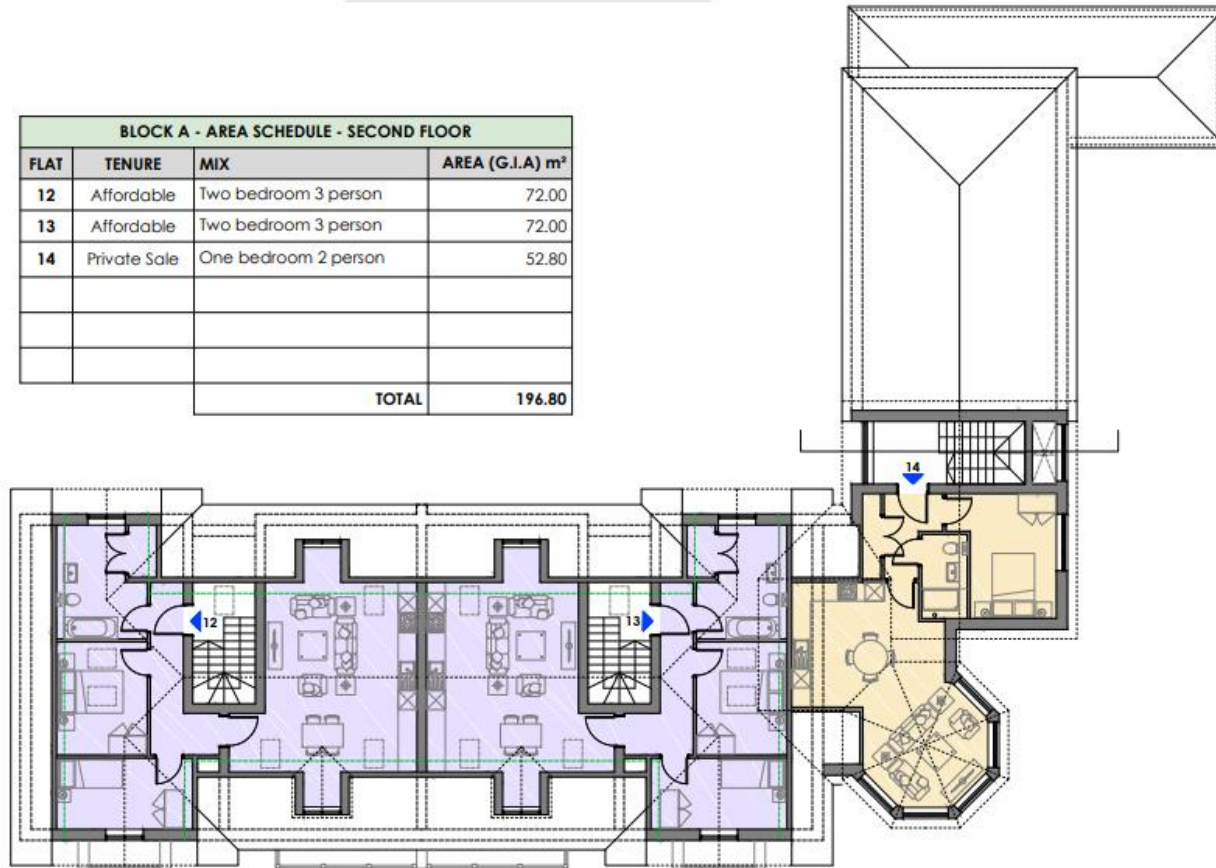 BLOCK A - AREA SCHEDULE - SECOND FLOOR
FLAT TENURE MIX AREA (G.I.A) m²
12 Affordable Two bedroom 3 person 72.00
13 Affordable Two bedroom 3 person 72.00
14 Private Sale One bedroom 2 person 52.80
TOTAL 196.80
14
12
13